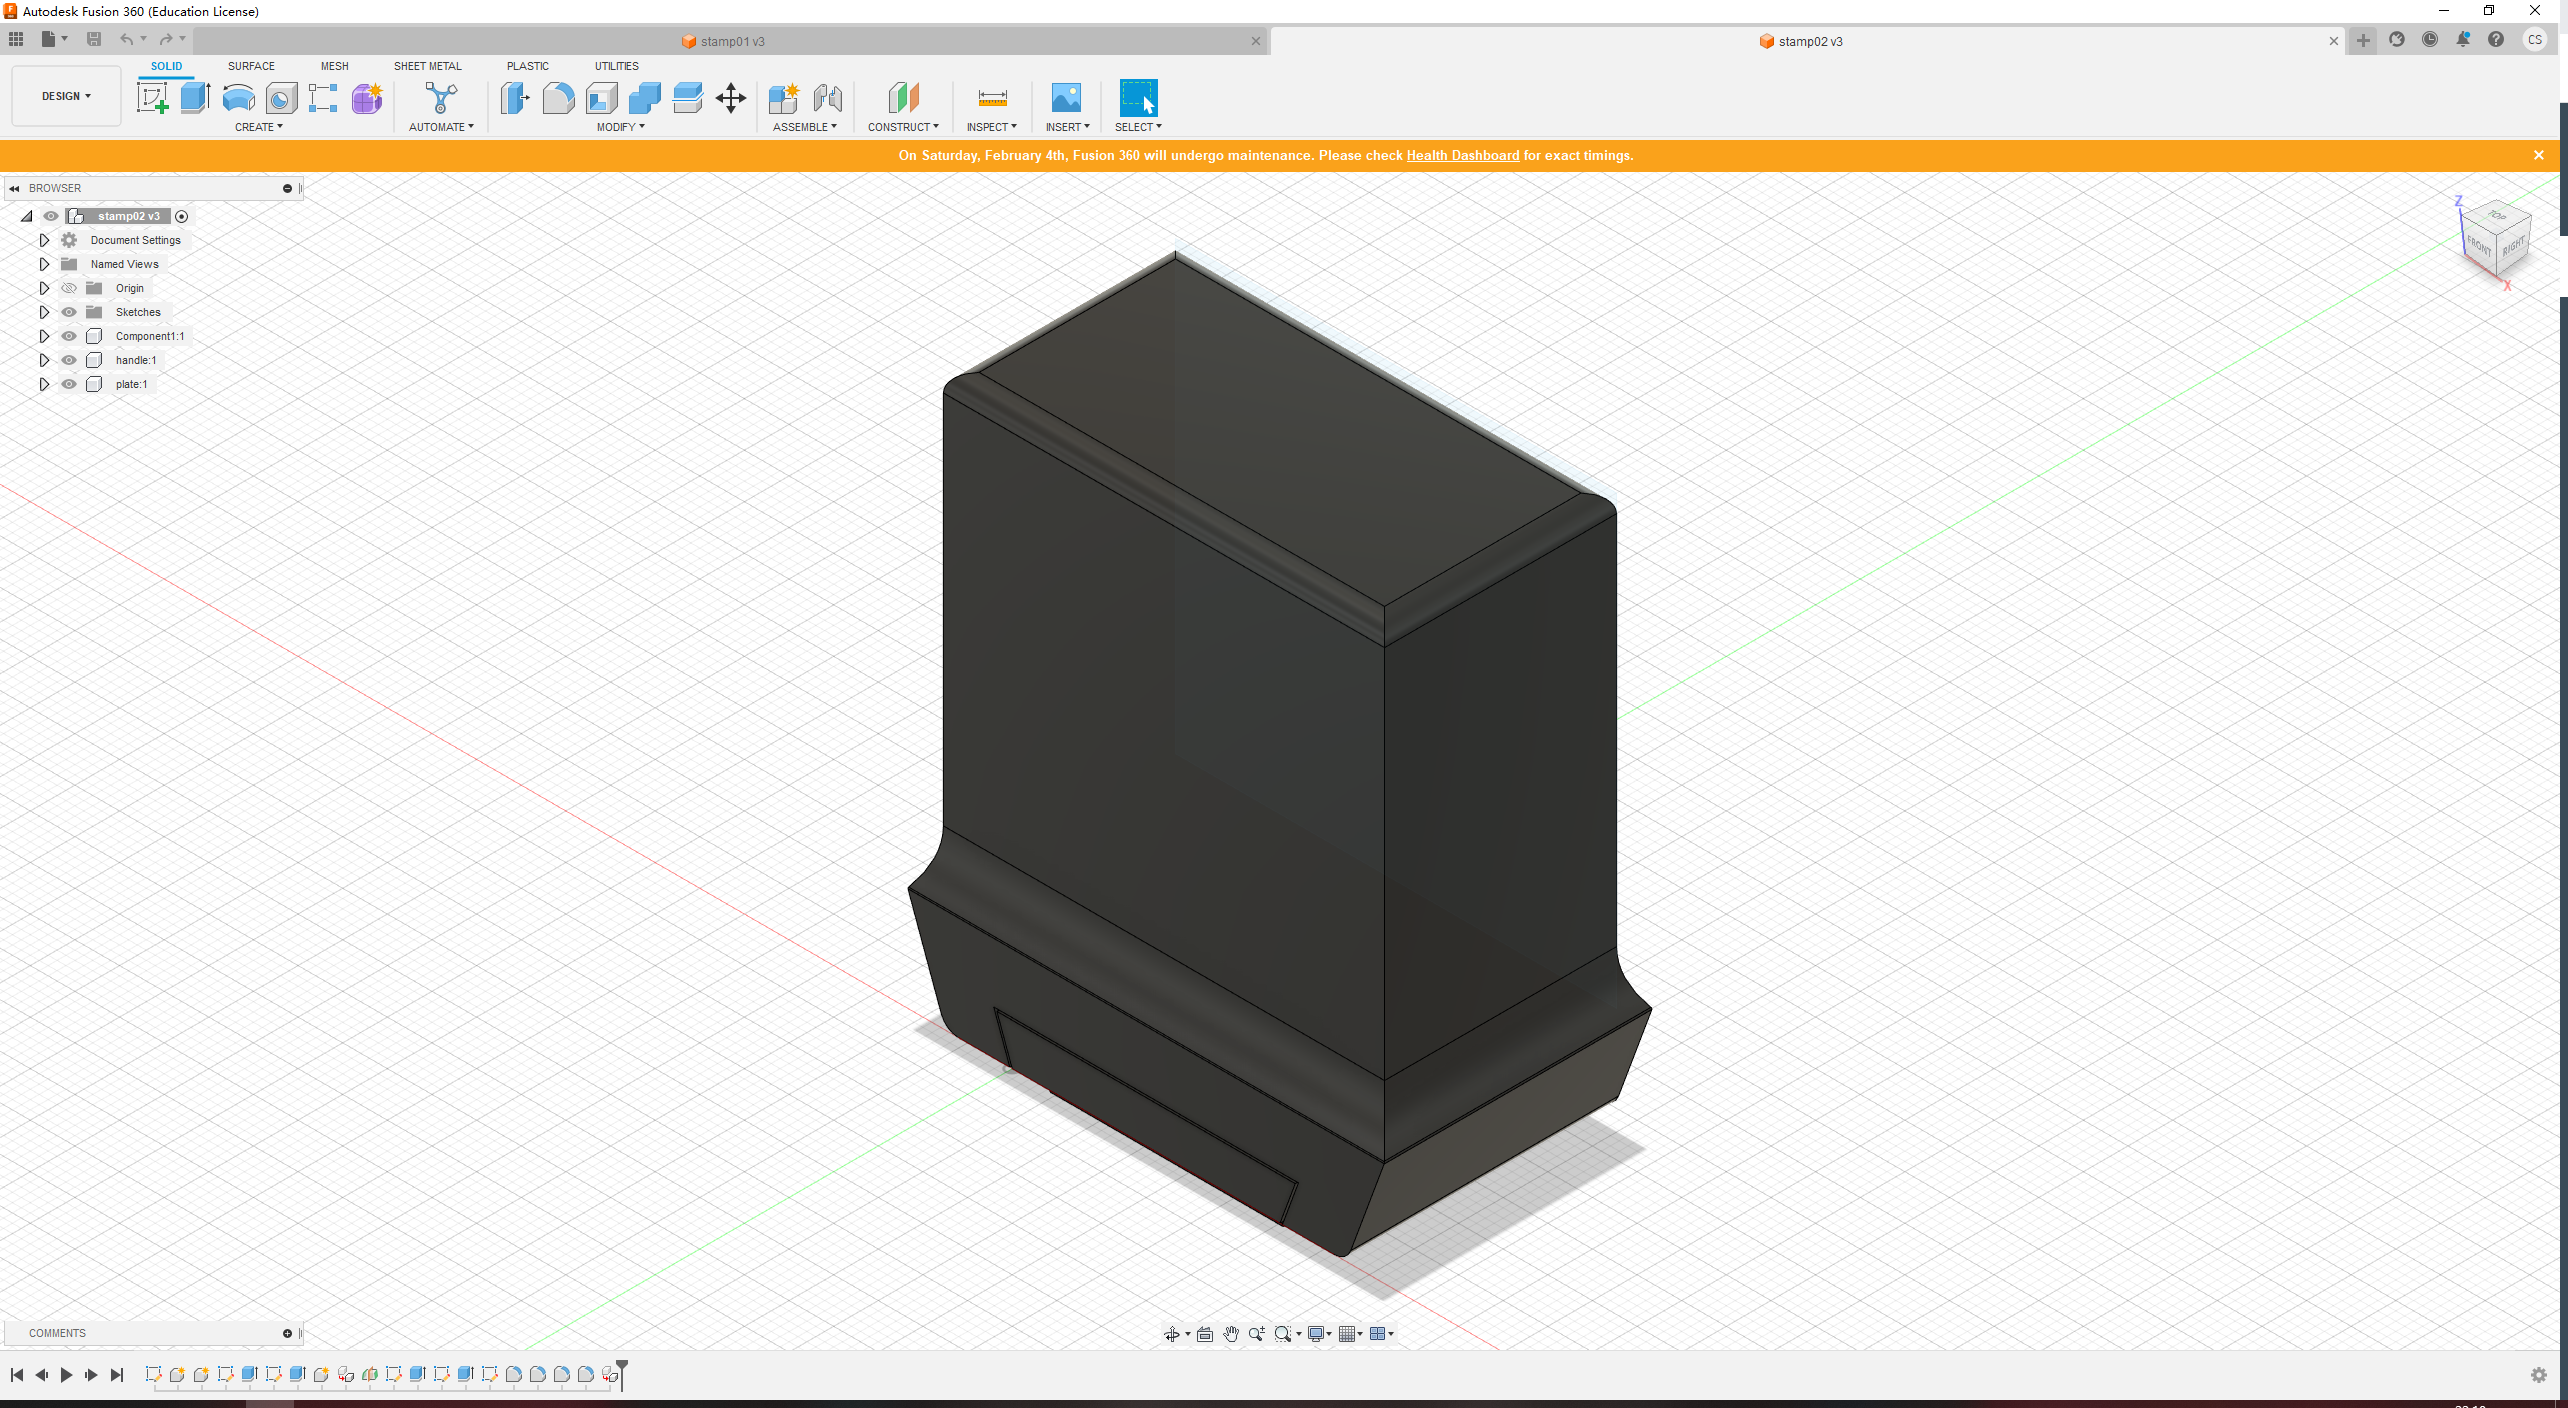 Autodesk Fusion 360 (Education License)
stamp01 v3
stamp02 v3
CS
DESIGN
SOLID SURFACE MESH SHEET METAL PLASTIC UTILITIES
CREATE AUTOMATE MODIFY ASSEMBLE CONSTRUCT INSPECT INSERT SELECT
On Saturday, February 4th, Fusion 360 will undergo maintenance. Please check Health Dashboard for exact timings.
BROWSER
stamp02 v3
Document Settings
Named Views
Origin
Sketches
Component1:1
handle:1
plate:1
Z
TOP
FRONT
RIGHT
X
COMMENTS